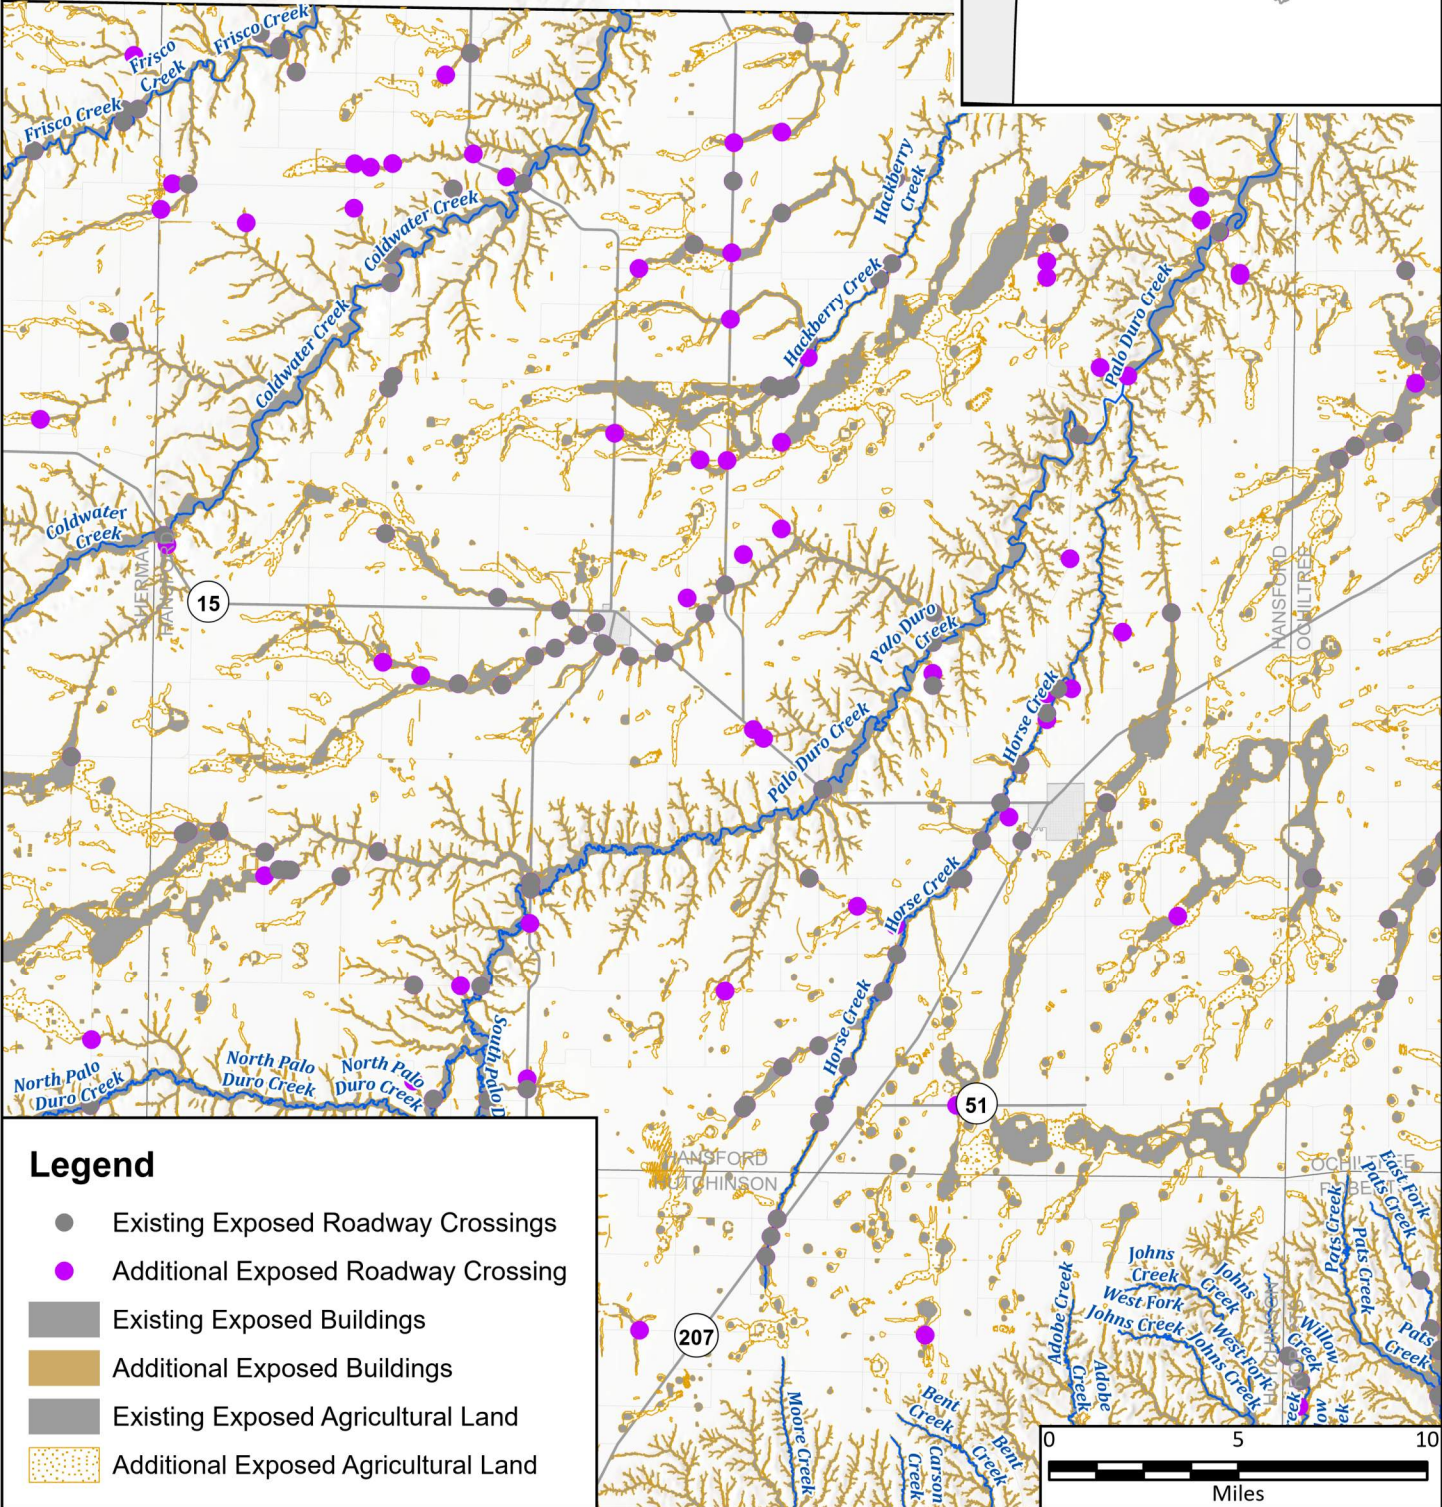 Frisco Creek
Frisco
Creek
Frisco Creek
Hackberry
Creek
Coldwater Creek
Hackberry Creek
Palo Duro Creek
Coldwater Creek
Coldwater
Creek
HANSFORD
OCHILTREE
15
Palo Duro
Creek
Horse Creek
Palo Duro Creek
Horse Creek
Horse Creek
South Palo D
North Palo
Duro Creek
North Palo
Duro Creek
North Palo
Duro Creek
51
HANSFORD
HUTCHINSON
OCHILTREE
East Fork
Pats Creek
Pats Creek
Pats Creek
Pats
Creek
Johns
Creek
Johns
Creek
West Fork
Johns Creek
West Fork
Johns Creek
Willow
Creek
Adobe Creek
Adobe
Creek
207
Moore Creek
Bent
Creek
Bent
Creek
Carson
Creek
reek
low
eek
Legend
Existing Exposed Roadway Crossings
Additional Exposed Roadway Crossing
Existing Exposed Buildings
Additional Exposed Buildings
Existing Exposed Agricultural Land
Additional Exposed Agricultural Land
0 5 10
Miles